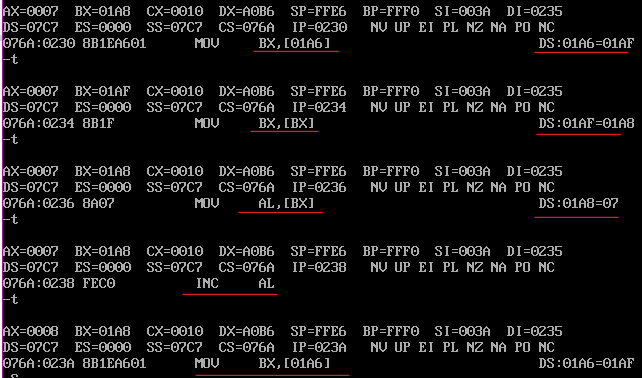 AX=0007 BX=01A8 CX=0010 DX=A0B6 SP=FFE6 BP=FFF0 SI=003A DI=0235
DS=07C7 ES=0000 SS=07C7 CS=076A IP=0230 NV UP EI PL NZ NA PO NC
076A:0230 8B1EA601 MOV BX,[01A6] DS:01A6=01AF
-t
AX=0007 BX=01AF CX=0010 DX=A0B6 SP=FFE6 BP=FFF0 SI=003A DI=0235
DS=07C7 ES=0000 SS=07C7 CS=076A IP=0234 NV UP EI PL NZ NA PO NC
076A:0234 8B1F MOV BX,[BX] DS:01AF=01A8
-t
AX=0007 BX=01A8 CX=0010 DX=A0B6 SP=FFE6 BP=FFF0 SI=003A DI=0235
DS=07C7 ES=0000 SS=07C7 CS=076A IP=0236 NV UP EI PL NZ NA PO NC
076A:0236 8A07 MOV AL,[BX] DS:01A8=07
-t
AX=0007 BX=01A8 CX=0010 DX=A0B6 SP=FFE6 BP=FFF0 SI=003A DI=0235
DS=07C7 ES=0000 SS=07C7 CS=076A IP=0238 NV UP EI PL NZ NA PO NC
076A:0238 FEC0 INC AL
-t
AX=0008 BX=01A8 CX=0010 DX=A0B6 SP=FFE6 BP=FFF0 SI=003A DI=0235
DS=07C7 ES=0000 SS=07C7 CS=076A IP=023A NV UP EI PL NZ NA PO NC
076A:023A 8B1EA601 MOV BX,[01A6] DS:01A6=01AF